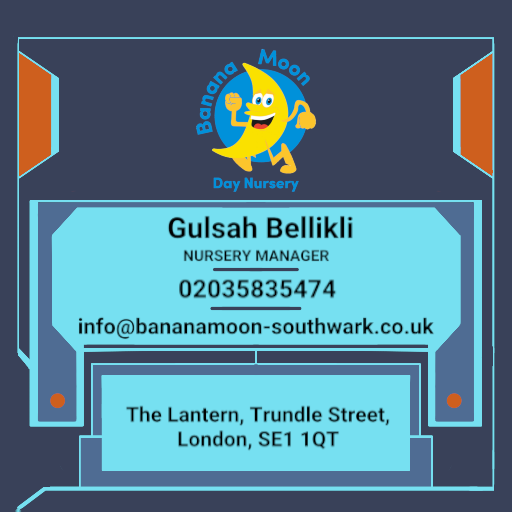 Banana Moon
Day Nursery
Gulsah Bellikli
NURSERY MANAGER
02035835474
info@bananamoon-southwark.co.uk
The Lantern, Trundle Street,
London, SE1 1QT